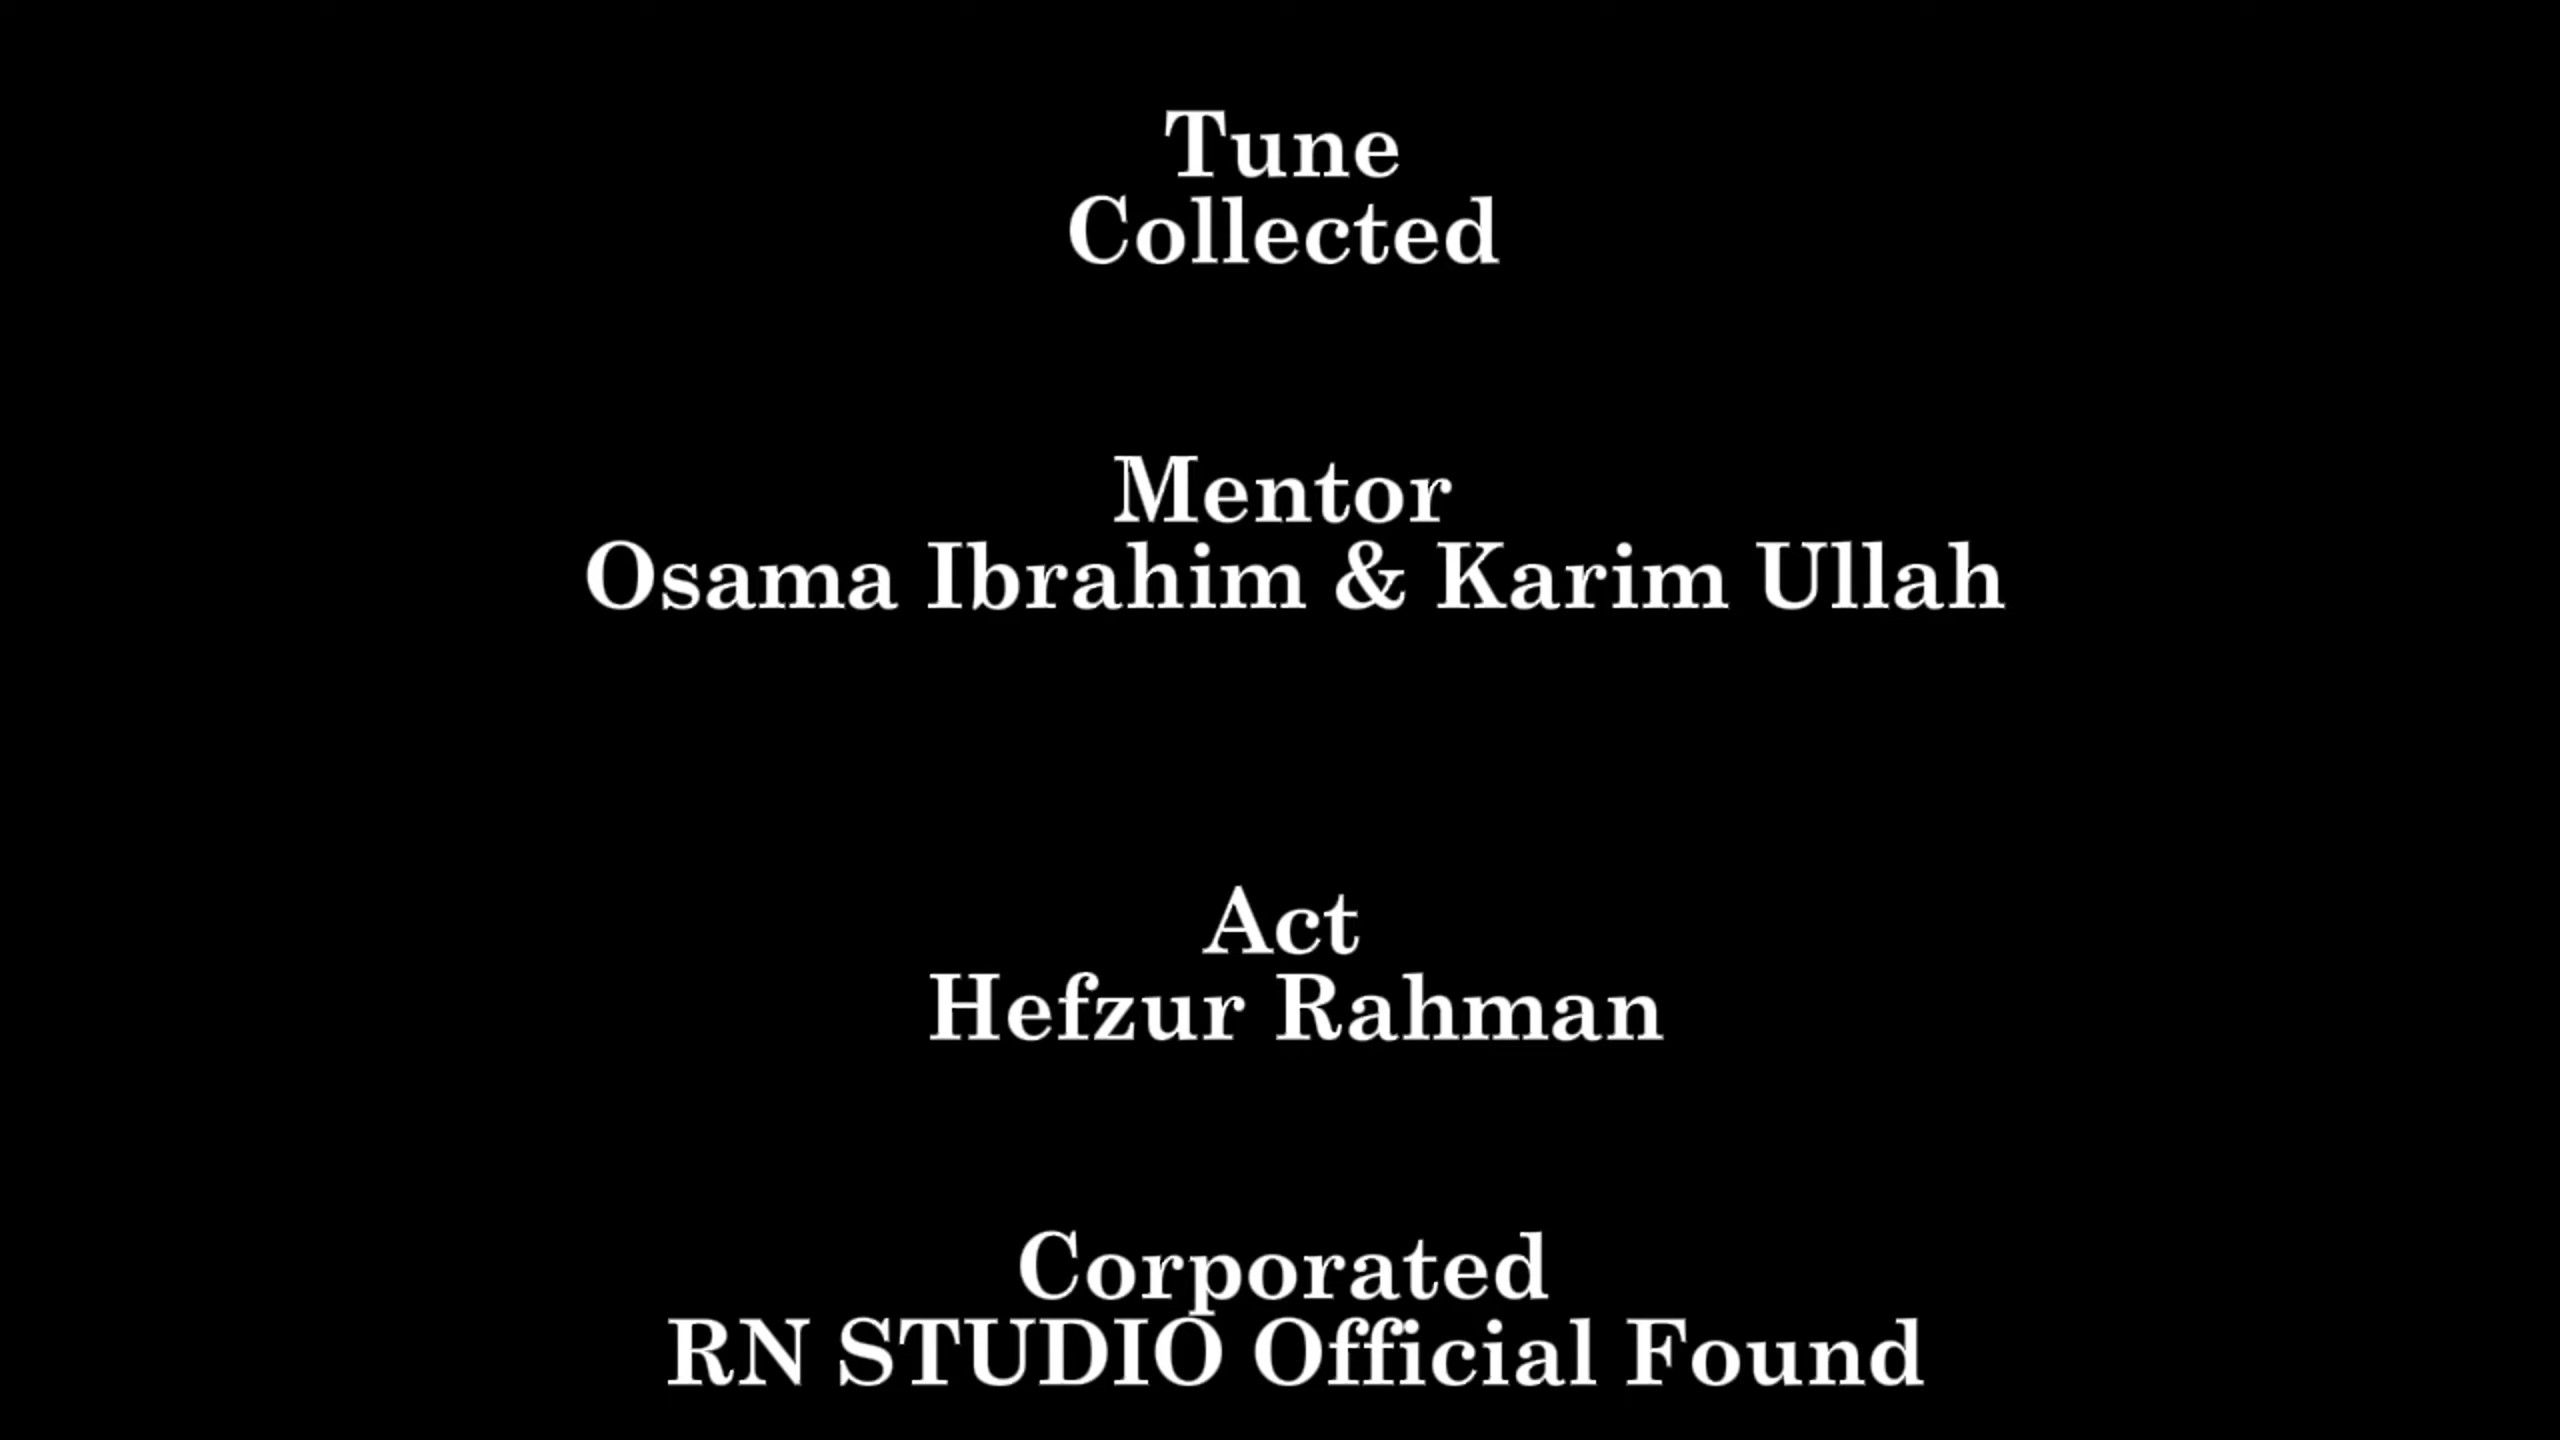 Tune
Collected
Mentor
Osama Ibrahim & Karim Ullah
Act
Hefzur Rahman
Corporated
RN STUDIO Official Found